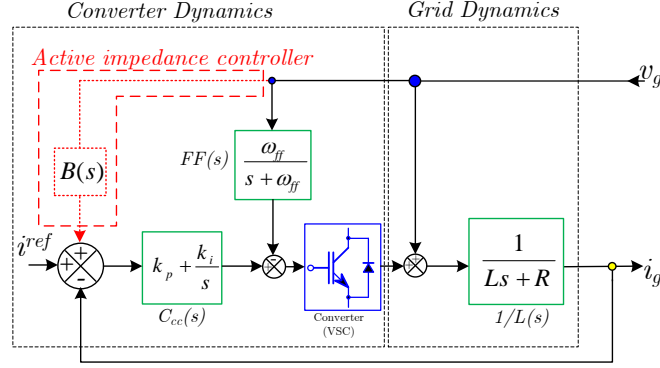 Converter Dynamics
Grid Dynamics
Active impedance controller
v_g
FF(s)
ω_ff
s + ω_ff
B(s)
i^ref
+
+
-
k_p + k_i
s
C_cc(s)
-
Converter
(VSC)
1
Ls + R
1/L(s)
i_g